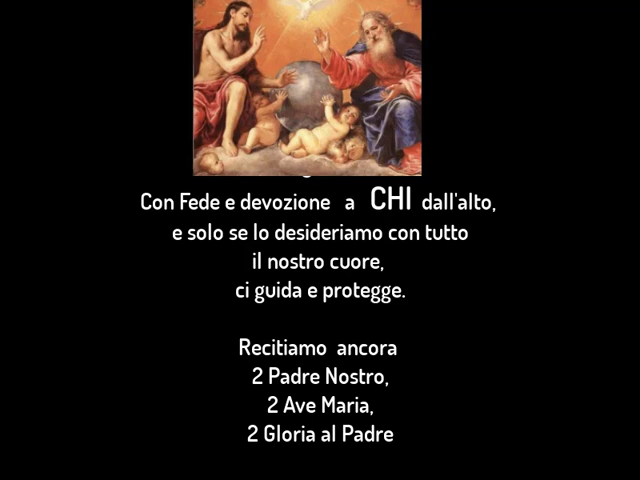 Con Fede e devozione a CHI dall'alto,
e solo se lo desideriamo con tutto
il nostro cuore,
ci guida e protegge.
Recitiamo ancora
2 Padre Nostro,
2 Ave Maria,
2 Gloria al Padre